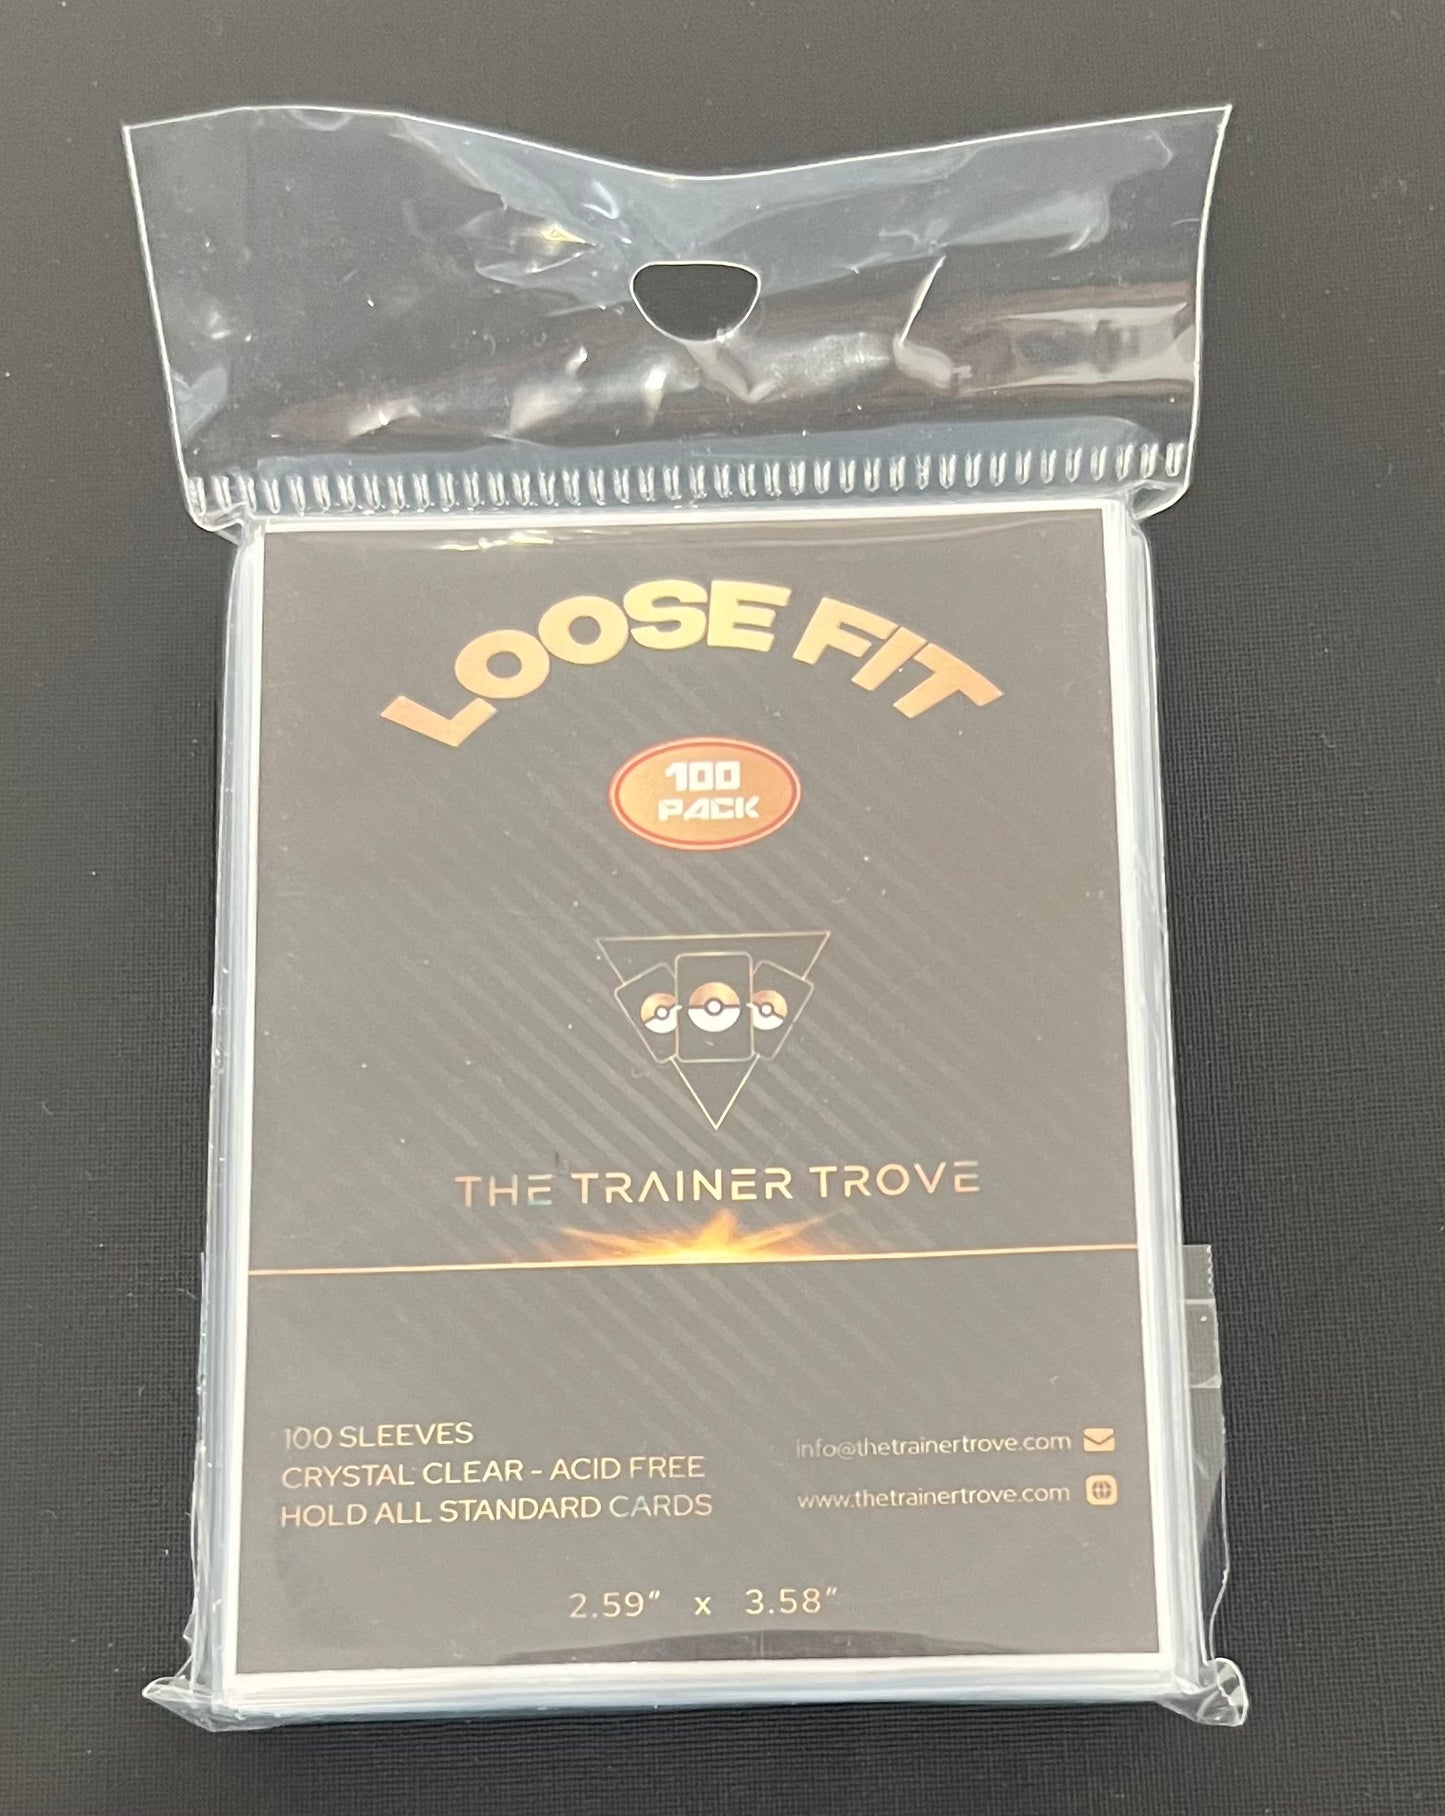 LOOSE FIT
100
PACK
THE TRAINER TROVE
100 SLEEVES
CRYSTAL CLEAR - ACID FREE
HOLD ALL STANDARD CARDS
info@thetrainertrove.com
www.thetrainertrove.com
2.59" x 3.58"